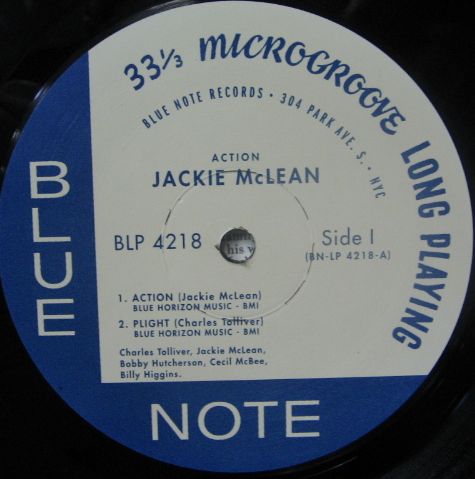 33⅓ MICROGROOVE LONG PLAYING
BLUE NOTE RECORDS • 304 PARK AVE. S. • NYC
ACTION
JACKIE McLEAN
BLP 4218
Side I
(BN-LP 4218-A)
his
1. ACTION (Jackie McLean)
BLUE HORIZON MUSIC - BMI
2. PLIGHT (Charles Tolliver)
BLUE HORIZON MUSIC - BMI
Charles Tolliver, Jackie McLean,
Bobby Hutcherson, Cecil McBee,
Billy Higgins.
BLUE
NOTE